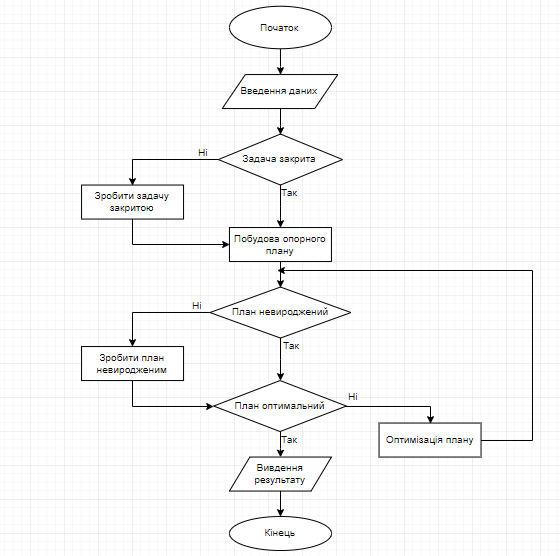 Початок
Введення даних
Ні
Задача закрита
Так
Зробити задачу
закритою
Побудова опорного
плану
Ні
План невироджений
Так
Зробити план
невиродженим
План оптимальний
Ні
Так
Оптимізація плану
Вивдення
результату
Кінець